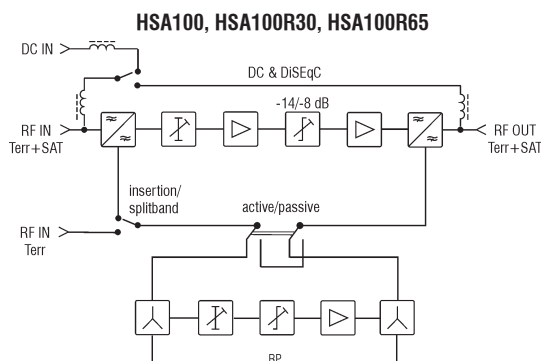 HSA100, HSA100R30, HSA100R65
DC IN
DC & DiSEqC
-14/-8 dB
RF IN
Terr+SAT
RF OUT
Terr+SAT
insertion/
splitband
active/passive
RF IN
Terr
RP